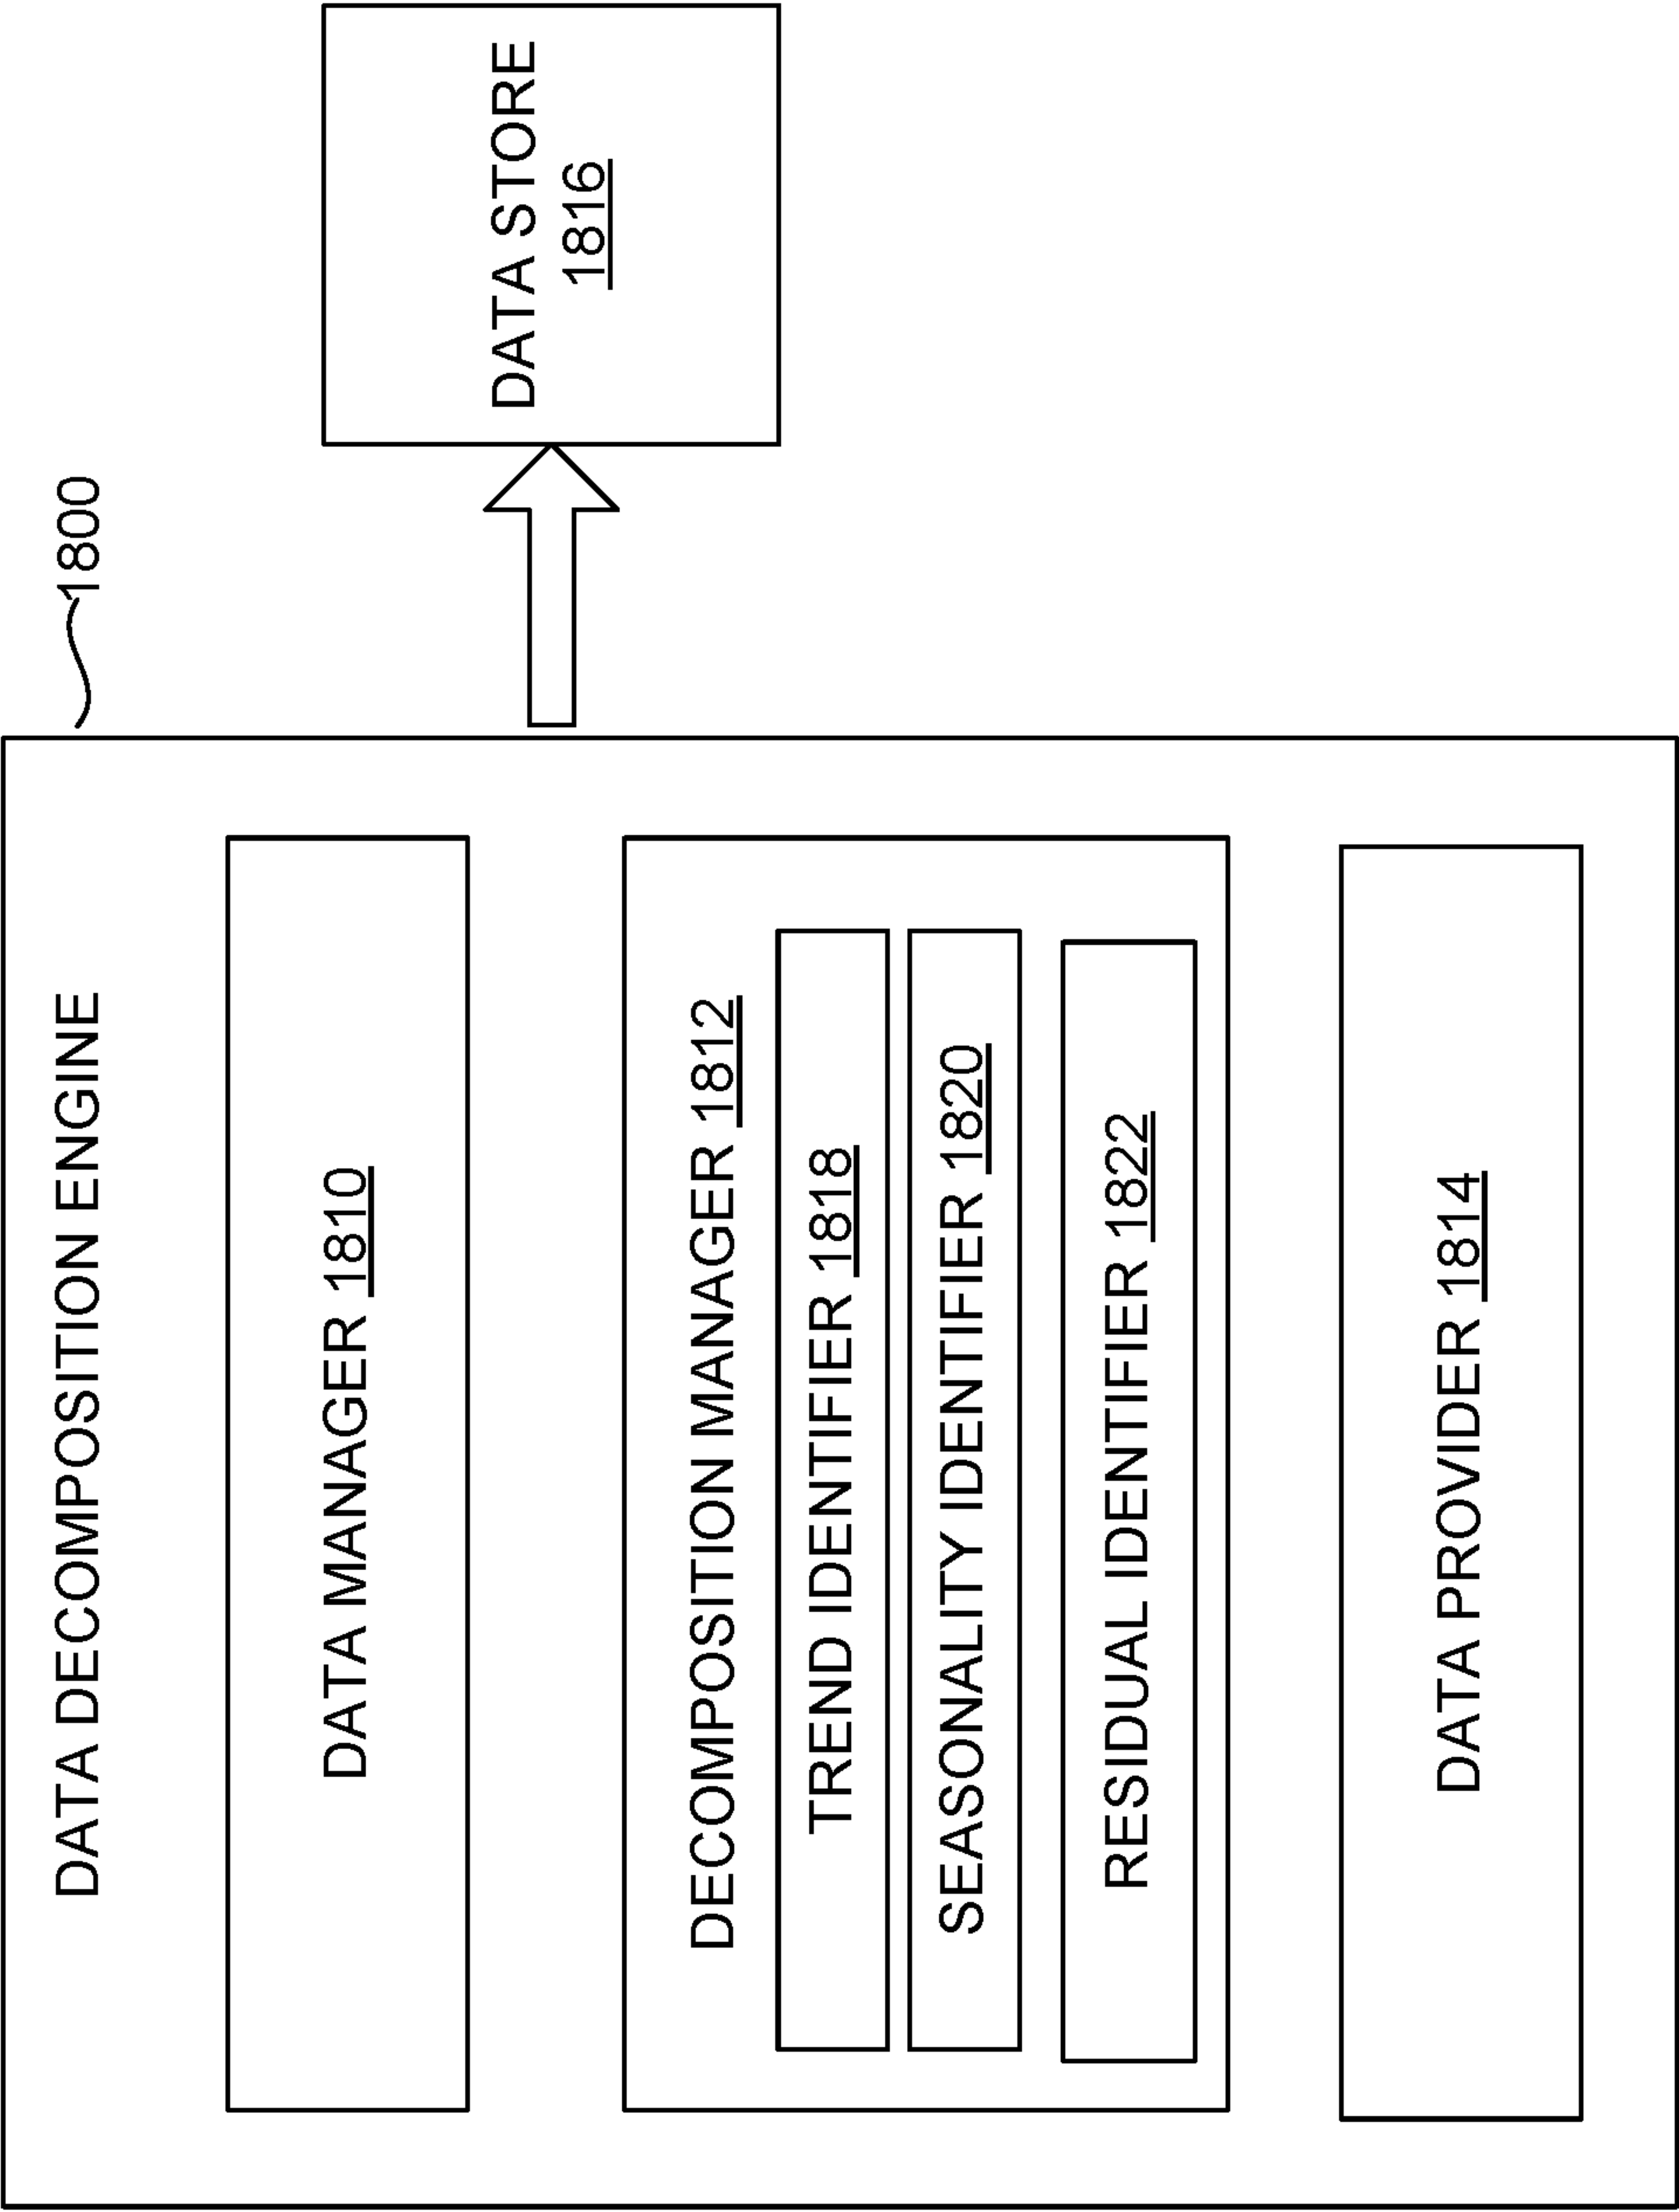 DATA DECOMPOSITION ENGINE
1800
DATA MANAGER 1810
DECOMPOSITION MANAGER 1812
TREND IDENTIFIER 1818
SEASONALITY IDENTIFIER 1820
RESIDUAL IDENTIFIER 1822
DATA PROVIDER 1814
DATA STORE
1816